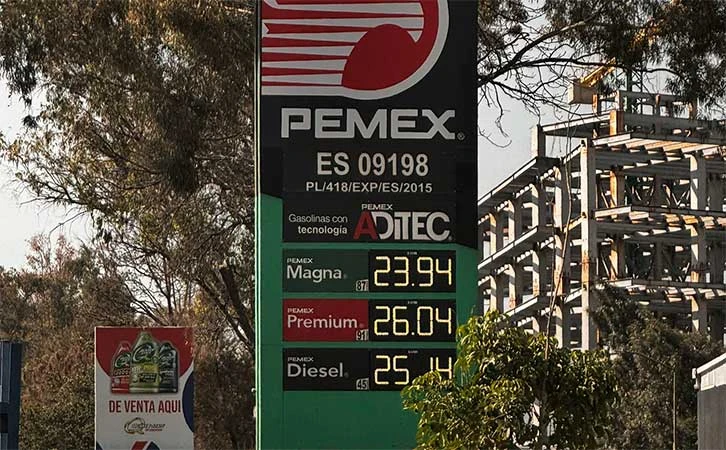 PEMEX®
ES 09198
PL/418/EXP/ES/2015
PEMEX
Gasolinas con tecnología ADITEC
PEMEX
Magna 87 23.94
PEMEX
Premium 91 26.04
PEMEX
Diesel 45 25.14
DE VENTA AQUI